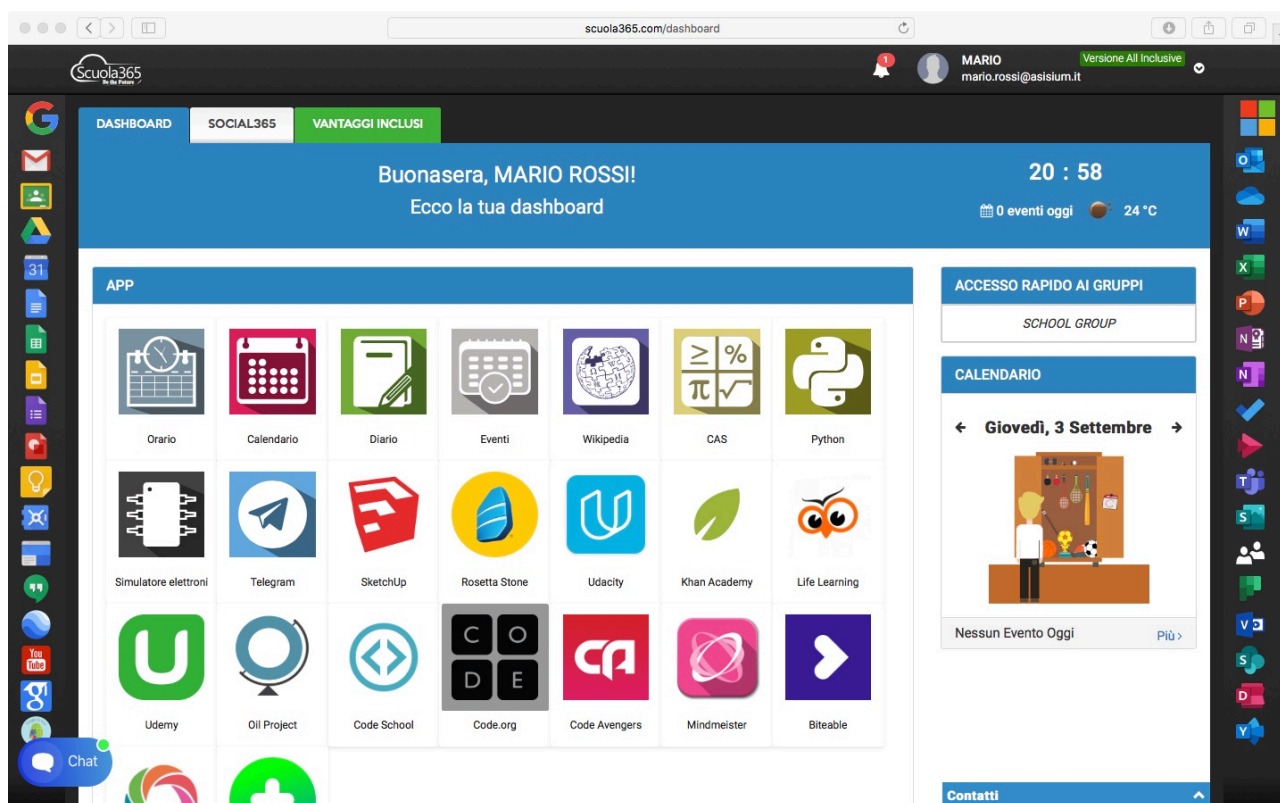 scuola365.com/dashboard
Scuola365
Be the Future
1
MARIO
Versione All Inclusive
mario.rossi@asisium.it
DASHBOARD
SOCIAL365
VANTAGGI INCLUSI
Buonasera, MARIO ROSSI!
Ecco la tua dashboard
20 : 58
0 eventi oggi 24 °C
APP
Orario
Calendario
Diario
Eventi
Wikipedia
CAS
Python
Simulatore elettroni
Telegram
SketchUp
Rosetta Stone
Udacity
Khan Academy
Life Learning
CODE
Udemy
Oil Project
Code School
Code.org
Code Avengers
Mindmeister
Biteable
ACCESSO RAPIDO AI GRUPPI
SCHOOL GROUP
CALENDARIO
Giovedì, 3 Settembre
Nessun Evento Oggi
Più >
Contatti
Chat
31
You
Tube